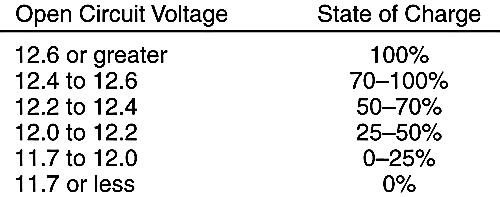 Open Circuit Voltage State of Charge
12.6 or greater 100%
12.4 to 12.6 70–100%
12.2 to 12.4 50–70%
12.0 to 12.2 25–50%
11.7 to 12.0 0–25%
11.7 or less 0%